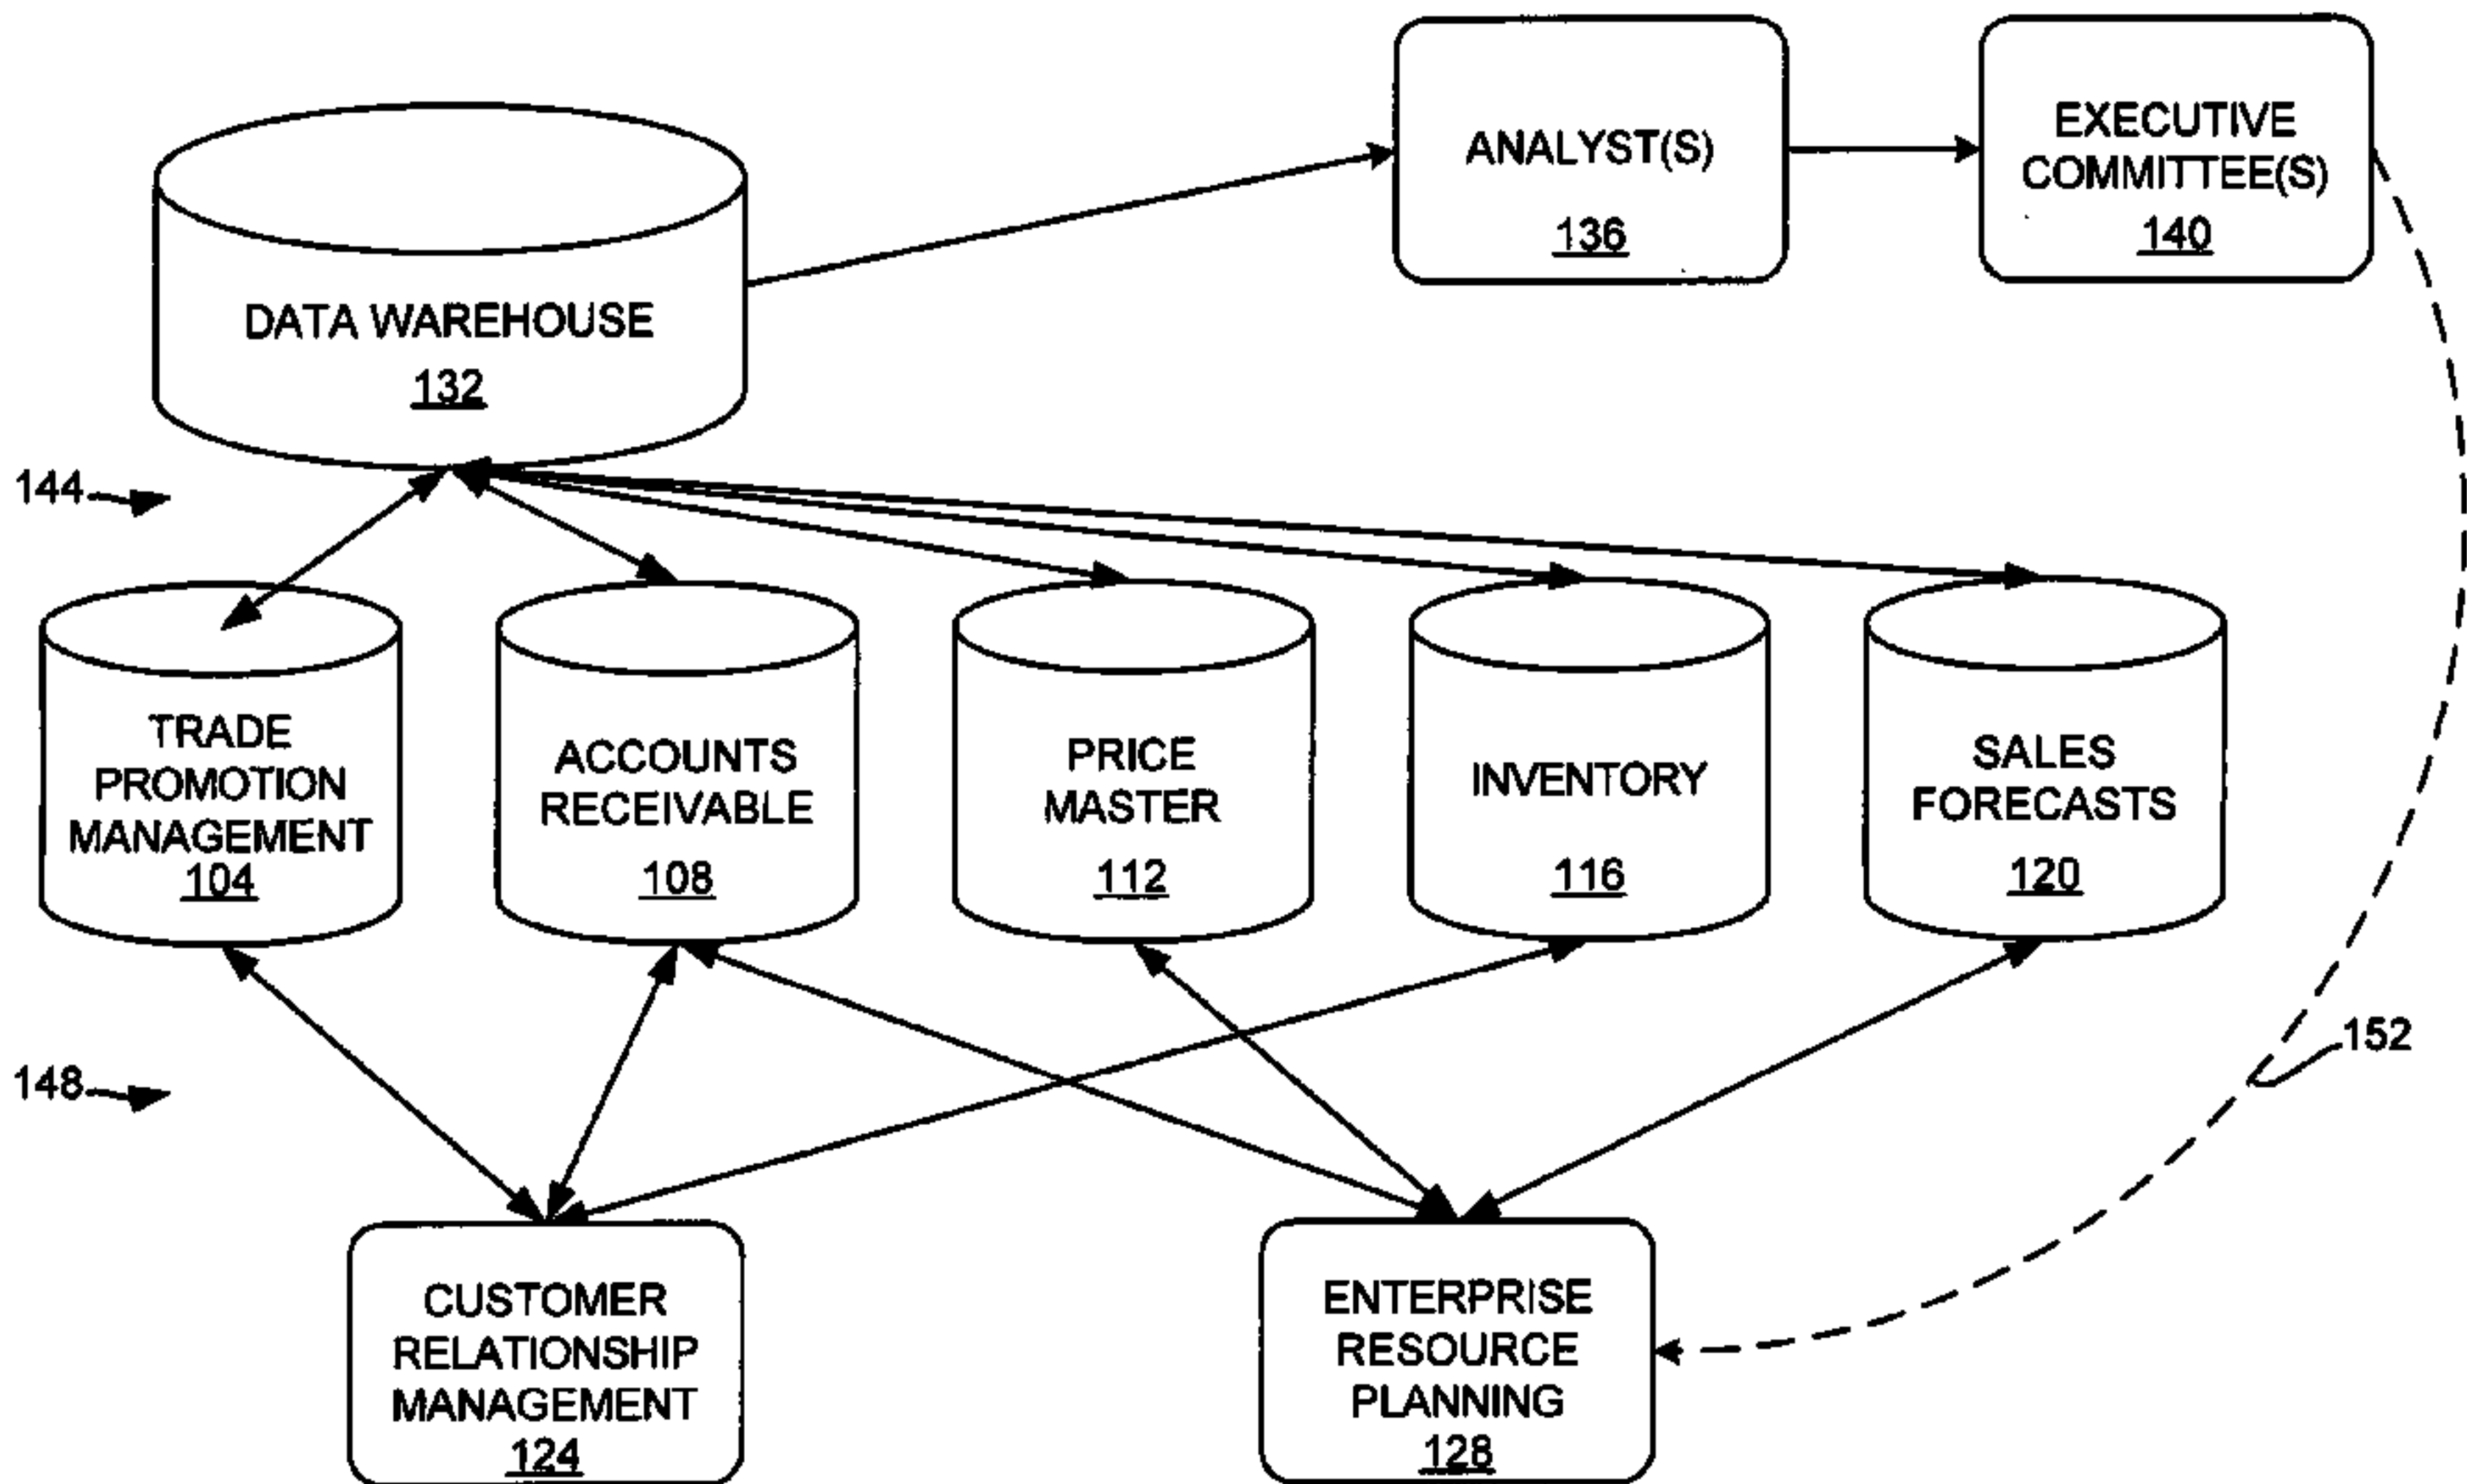 ANALYST(S)
136
EXECUTIVE
COMMITTEE(S)
140
DATA WAREHOUSE
132
144
TRADE
PROMOTION
MANAGEMENT
104
ACCOUNTS
RECEIVABLE
108
PRICE
MASTER
112
INVENTORY
116
SALES
FORECASTS
120
152
148
CUSTOMER
RELATIONSHIP
MANAGEMENT
124
ENTERPRISE
RESOURCE
PLANNING
128